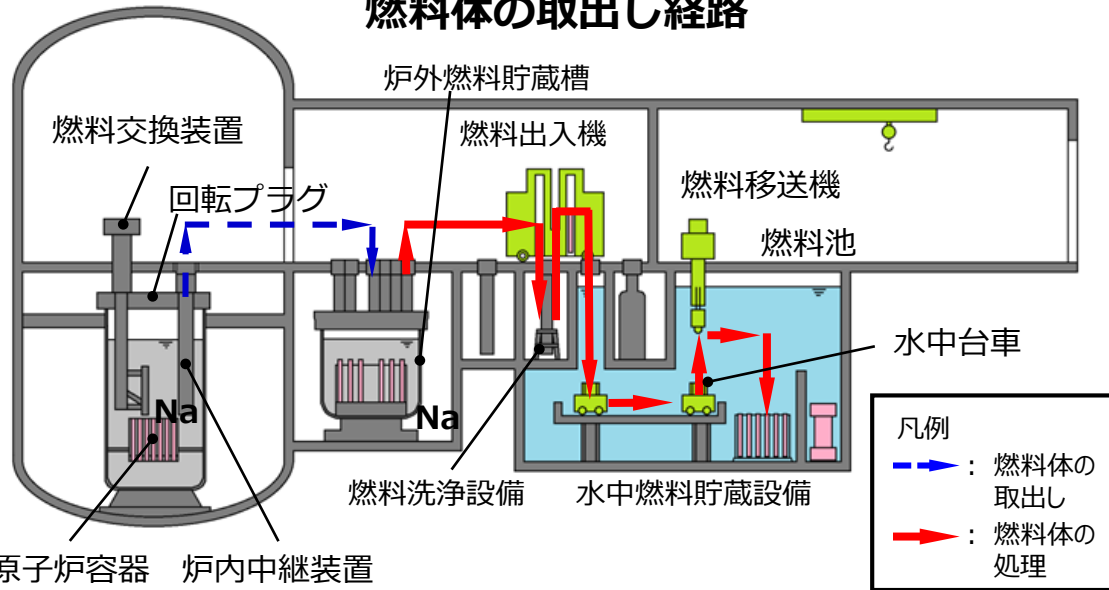 燃料体の取出し経路
炉外燃料貯蔵槽
燃料交換装置
燃料出入機
回転プラグ
燃料移送機
燃料池
水中台車
Na
Na
燃料洗浄設備
水中燃料貯蔵設備
原子炉容器
炉内中継装置
凡例
： 燃料体の
取出し
： 燃料体の
処理